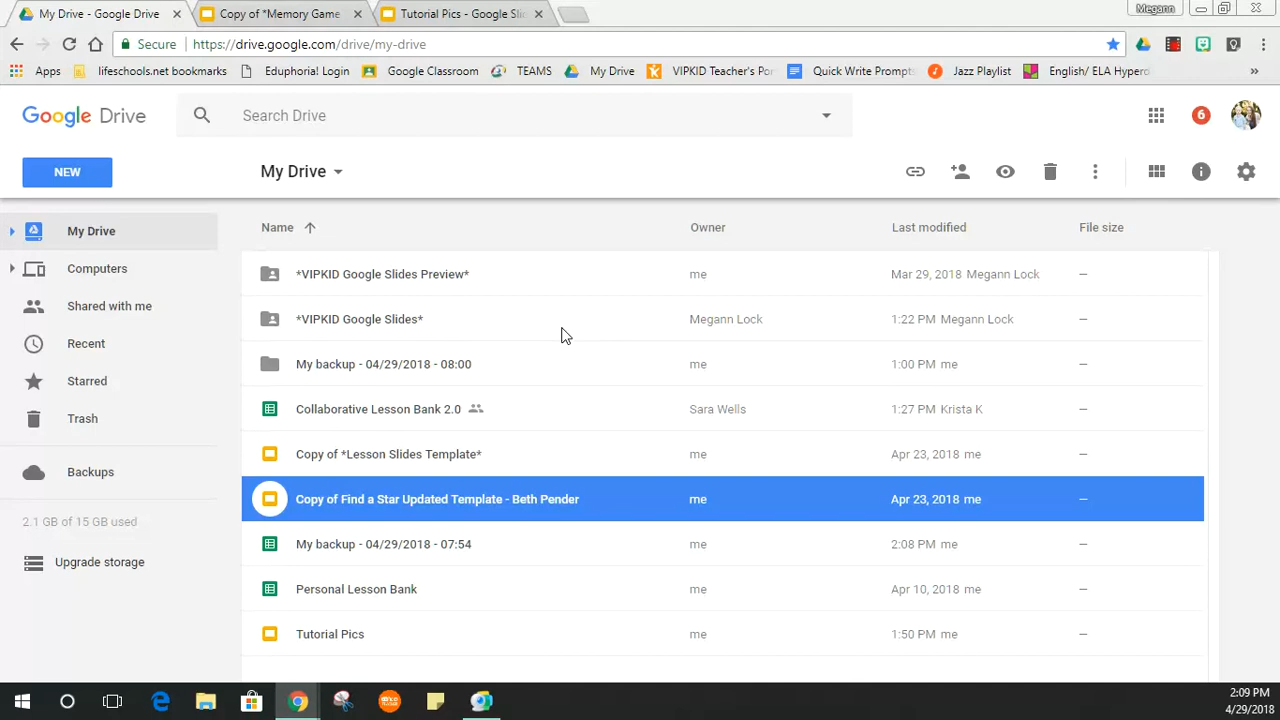 My Drive - Google Drive
Copy of *Memory Game
Tutorial Pics - Google Sli
Megann
Secure
https://drive.google.com/drive/my-drive
Apps
lifeschools.net bookmarks
Eduphoria! Login
Google Classroom
TEAMS
My Drive
VIPKID Teacher's Por
Quick Write Prompts
Jazz Playlist
English/ ELA Hyperd
»
Google Drive
Search Drive
6
NEW
My Drive
My Drive
Computers
Shared with me
Recent
Starred
Trash
Backups
2.1 GB of 15 GB used
Upgrade storage
Name Owner Last modified File size
*VIPKID Google Slides Preview* me Mar 29, 2018 Megann Lock –
*VIPKID Google Slides* Megann Lock 1:22 PM Megann Lock –
My backup - 04/29/2018 - 08:00 me 1:00 PM me –
Collaborative Lesson Bank 2.0 Sara Wells 1:27 PM Krista K –
Copy of *Lesson Slides Template* me Apr 23, 2018 me –
Copy of Find a Star Updated Template - Beth Pender me Apr 23, 2018 me –
My backup - 04/29/2018 - 07:54 me 2:08 PM me –
Personal Lesson Bank me Apr 10, 2018 me –
Tutorial Pics me 1:50 PM me –
2:09 PM
4/29/2018